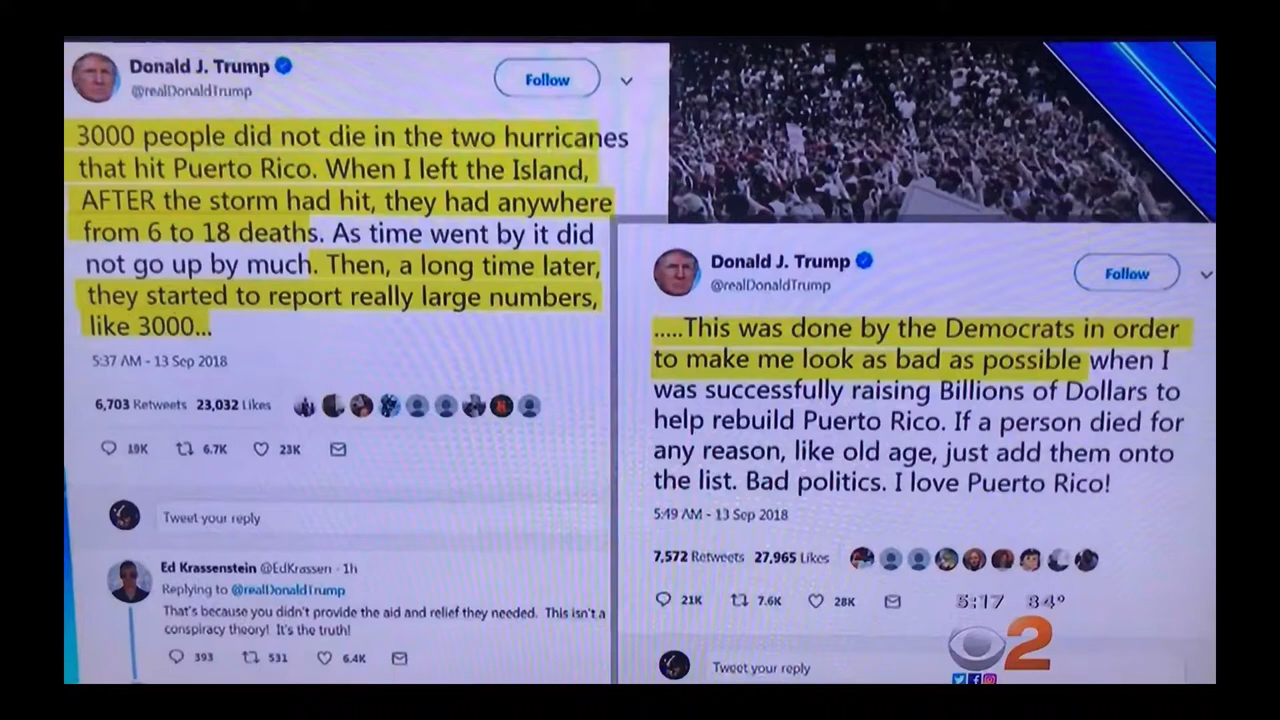 Donald J. Trump
@realDonaldTrump
Follow
3000 people did not die in the two hurricanes
that hit Puerto Rico. When I left the Island,
AFTER the storm had hit, they had anywhere
from 6 to 18 deaths. As time went by it did
not go up by much. Then, a long time later,
they started to report really large numbers,
like 3000...
5:37 AM - 13 Sep 2018
6,703 Retweets 23,032 Likes
19K 6.7K 23K
Tweet your reply
Ed Krassenstein @EdKrassen · 1h
Replying to @realDonaldTrump
That's because you didn't provide the aid and relief they needed. This isn't a
conspiracy theory! It's the truth!
393 531 6.4K
Donald J. Trump
@realDonaldTrump
Follow
.....This was done by the Democrats in order
to make me look as bad as possible when I
was successfully raising Billions of Dollars to
help rebuild Puerto Rico. If a person died for
any reason, like old age, just add them onto
the list. Bad politics. I love Puerto Rico!
5:49 AM - 13 Sep 2018
7,572 Retweets 27,965 Likes
21K 7.6K 28K
5:17 84°
2
Tweet your reply